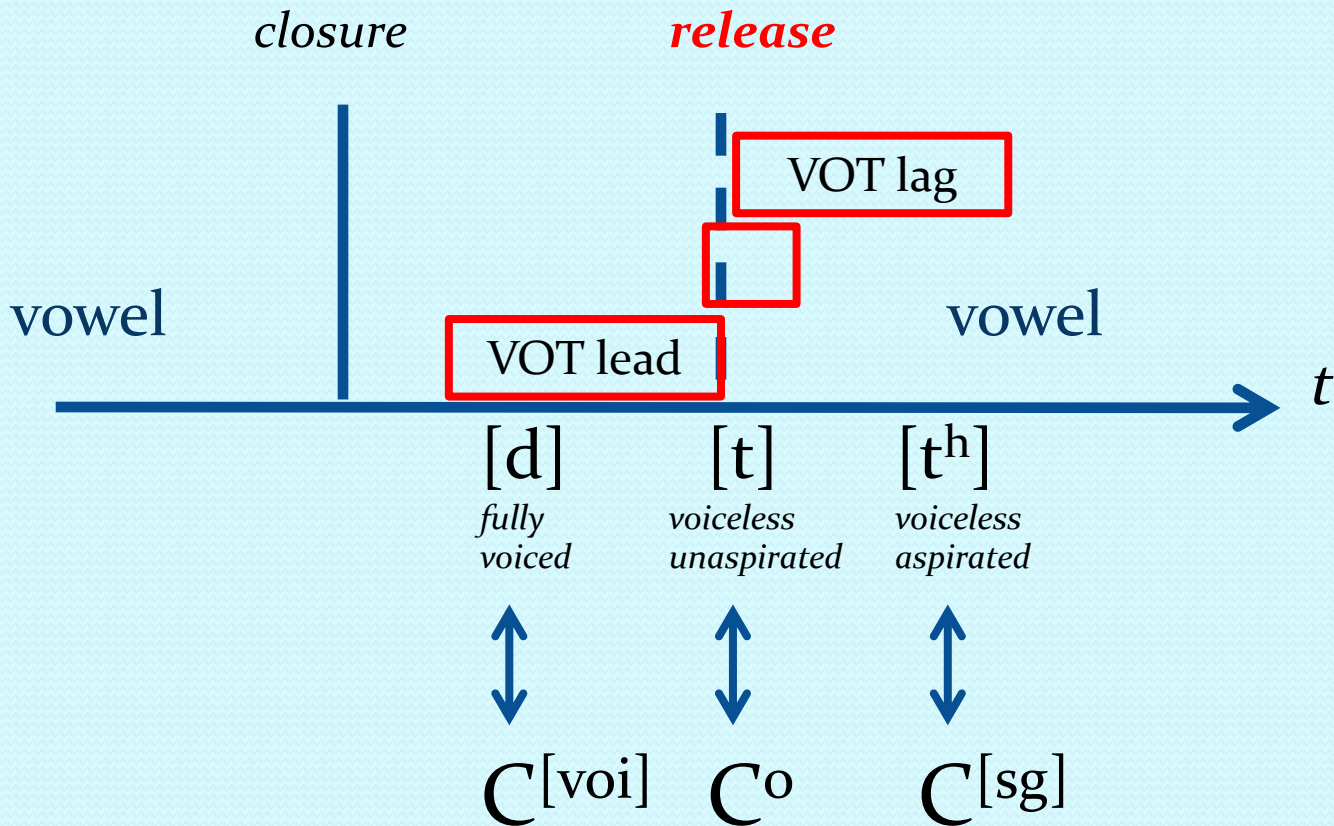 closure release
VOT lag
vowel vowel
VOT lead
t
[d] [t] [tʰ]
fully voiceless voiceless
voiced unaspirated aspirated
C[voi] Co C[sg]